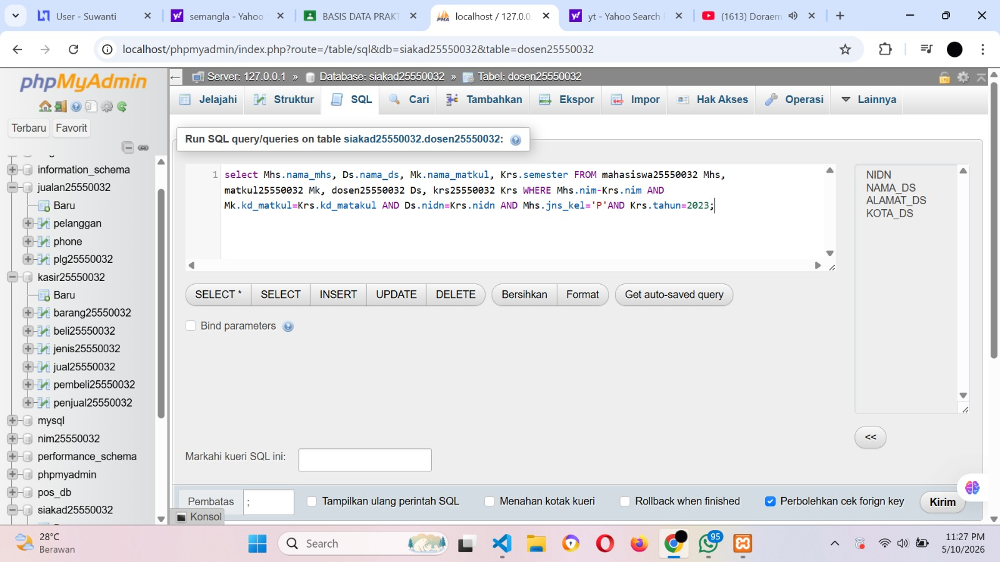 User - Suwanti
semangla - Yahoo
BASIS DATA PRAKT
localhost / 127.0.0.
yt - Yahoo Search
(1613) Doraem
localhost/phpmyadmin/index.php?route=/table/sql&db=siakad25550032&table=dosen25550032
phpMyAdmin
Terbaru
Favorit
information_schema
jualan25550032
Baru
pelanggan
phone
plg25550032
kasir25550032
Baru
barang25550032
beli25550032
jenis25550032
jual25550032
pembeli25550032
penjual25550032
mysql
nim25550032
performance_schema
phpmyadmin
pos_db
siakad25550032
Server: 127.0.0.1 » Database: siakad25550032 » Tabel: dosen25550032
Jelajahi
Struktur
SQL
Cari
Tambahkan
Ekspor
Impor
Hak Akses
Operasi
Lainnya
Run SQL query/queries on table siakad25550032.dosen25550032:
1 select Mhs.nama_mhs, Ds.nama_ds, Mk.nama_matkul, Krs.semester FROM mahasiswa25550032 Mhs,
matkul25550032 Mk, dosen25550032 Ds, krs25550032 Krs WHERE Mhs.nim-Krs.nim AND
Mk.kd_matkul=Krs.kd_matakul AND Ds.nidn=Krs.nidn AND Mhs.jns_kel='P'AND Krs.tahun=2023;
NIDN
NAMA_DS
ALAMAT_DS
KOTA_DS
SELECT *
SELECT
INSERT
UPDATE
DELETE
Bersihkan
Format
Get auto-saved query
Bind parameters
<<
Markahi kueri SQL ini:
Pembatas
;
Tampilkan ulang perintah SQL
Menahan kotak kueri
Rollback when finished
Perbolehkan cek forign key
Kirim
Konsol
28°C
Berawan
Search
95
11:27 PM
5/10/2026